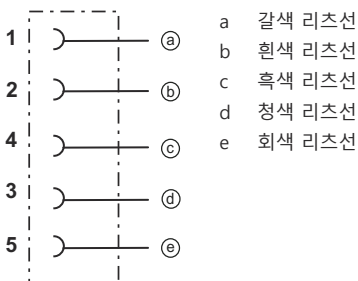 1 ⓐ
2 ⓑ
4 ⓒ
3 ⓓ
5 ⓔ
a 갈색 리츠선
b 흰색 리츠선
c 흑색 리츠선
d 청색 리츠선
e 회색 리츠선